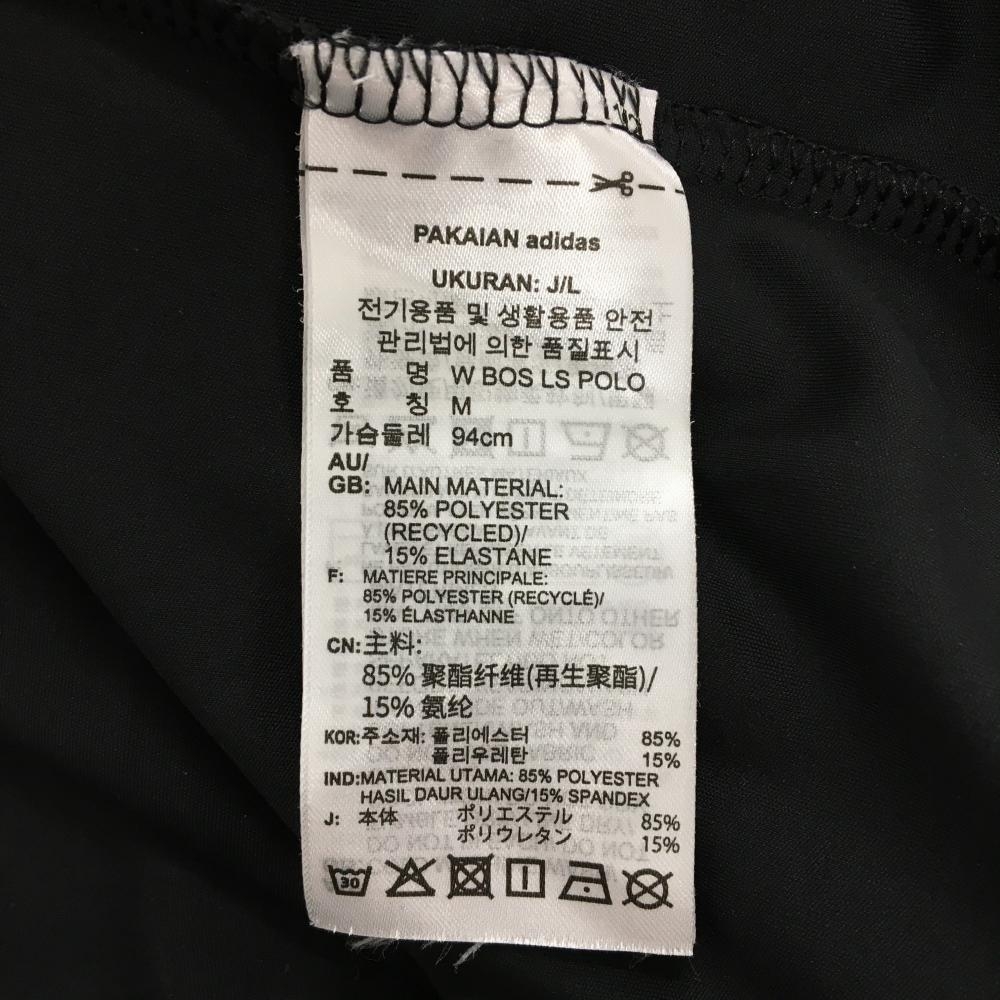 PAKAIAN adidas
UKURAN: J/L
전기용품 및 생활용품 안전
관리법에 의한 품질표시
품 명 W BOS LS POLO
호 칭 M
가슴둘레 94cm
AU/
GB: MAIN MATERIAL:
85% POLYESTER
(RECYCLED)/
15% ELASTANE
F: MATIERE PRINCIPALE:
85% POLYESTER (RECYCLÉ)/
15% ÉLASTHANNE
CN:主料:
85% 聚酯纤维(再生聚酯)/
15% 氨纶
KOR:주소재: 폴리에스터 85%
폴리우레탄 15%
IND:MATERIAL UTAMA: 85% POLYESTER
HASIL DAUR ULANG/15% SPANDEX
J: 本体 ポリエステル 85%
ポリウレタン 15%
30